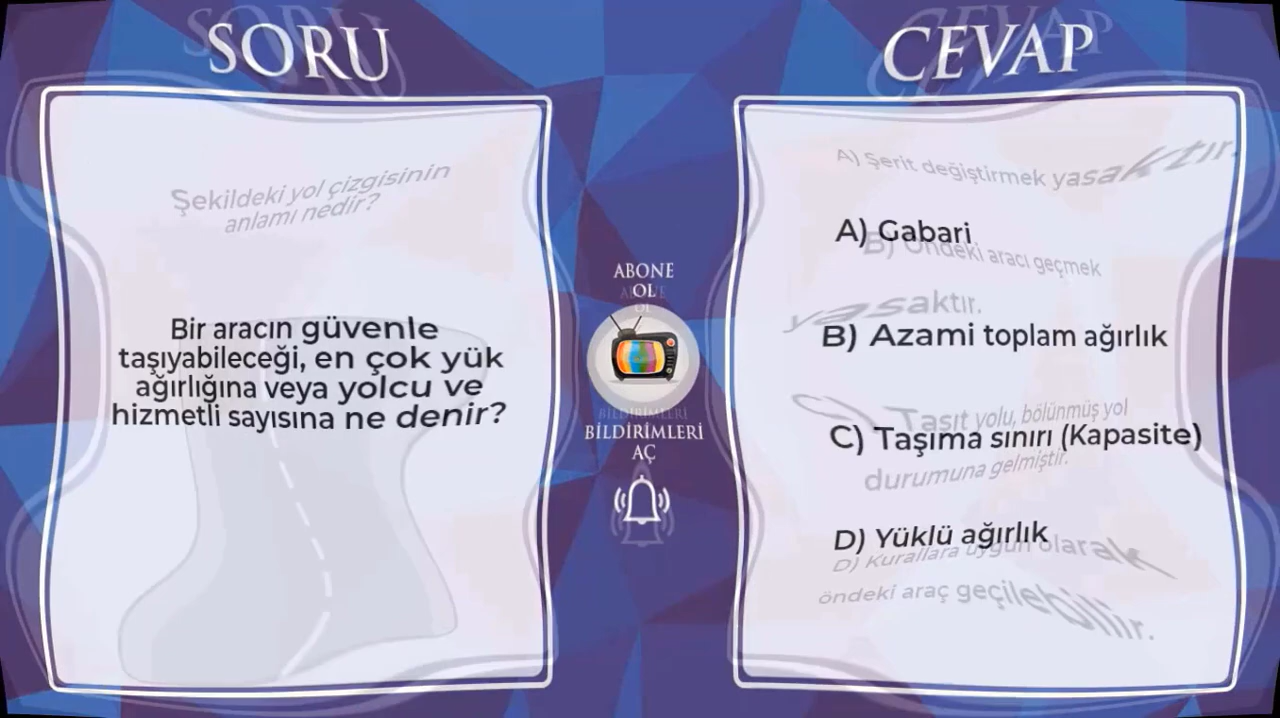 SORU
CEVAP
Şekildeki yol çizgisinin
anlamı nedir?
Bir aracın güvenle
taşıyabileceği, en çok yük
ağırlığına veya yolcu ve
hizmetli sayısına ne denir?
ABONE
OL
BİLDİRİMLERİ
AÇ
A) Şerit değiştirmek yasaktır.
A) Gabari
B) Öndeki aracı geçmek
yasaktır.
B) Azami toplam ağırlık
Taşıt yolu, bölünmüş yol
C) Taşıma sınırı (Kapasite)
durumuna gelmiştir.
D) Yüklü ağırlık
D) Kurallara uygun olarak
öndeki araç geçilebilir.